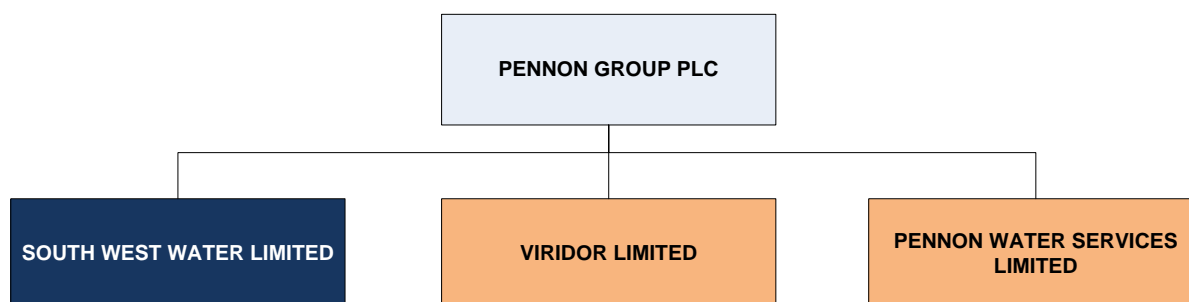 PENNON GROUP PLC
SOUTH WEST WATER LIMITED
VIRIDOR LIMITED
PENNON WATER SERVICES
LIMITED